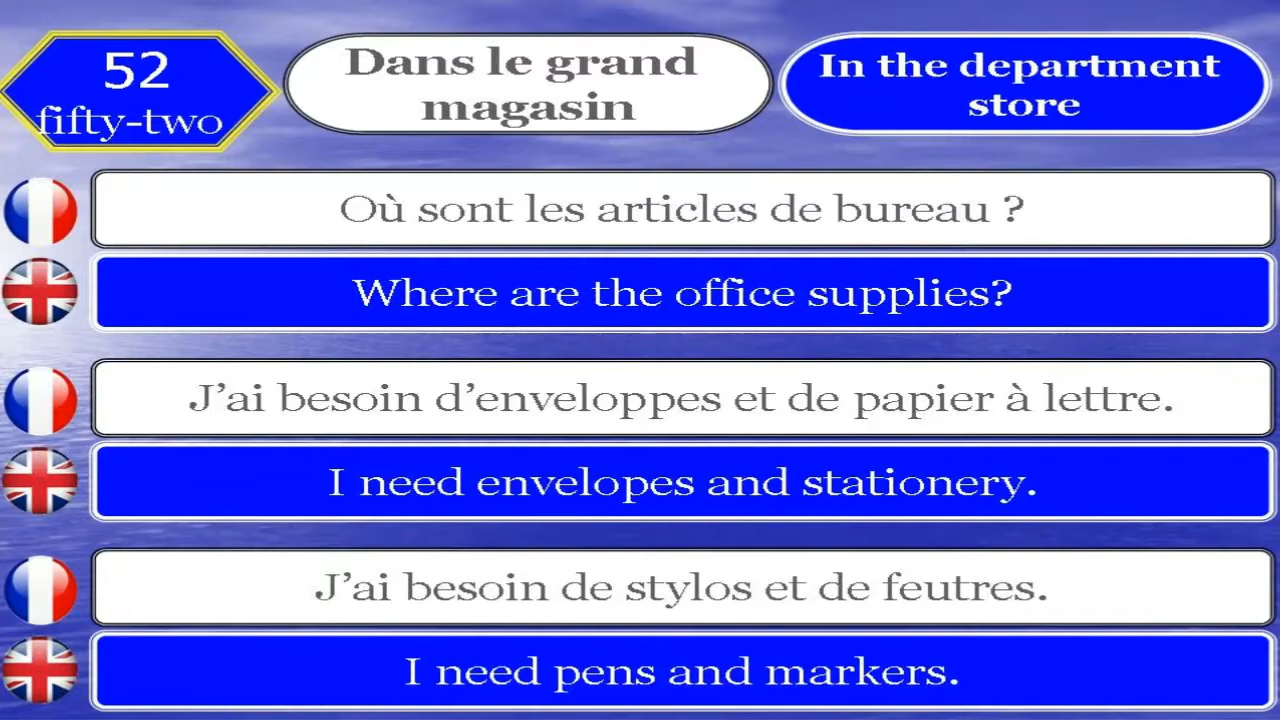 52
fifty-two
Dans le grand
magasin
In the department
store
Où sont les articles de bureau ?
Where are the office supplies?
J’ai besoin d’enveloppes et de papier à lettre.
I need envelopes and stationery.
J’ai besoin de stylos et de feutres.
I need pens and markers.